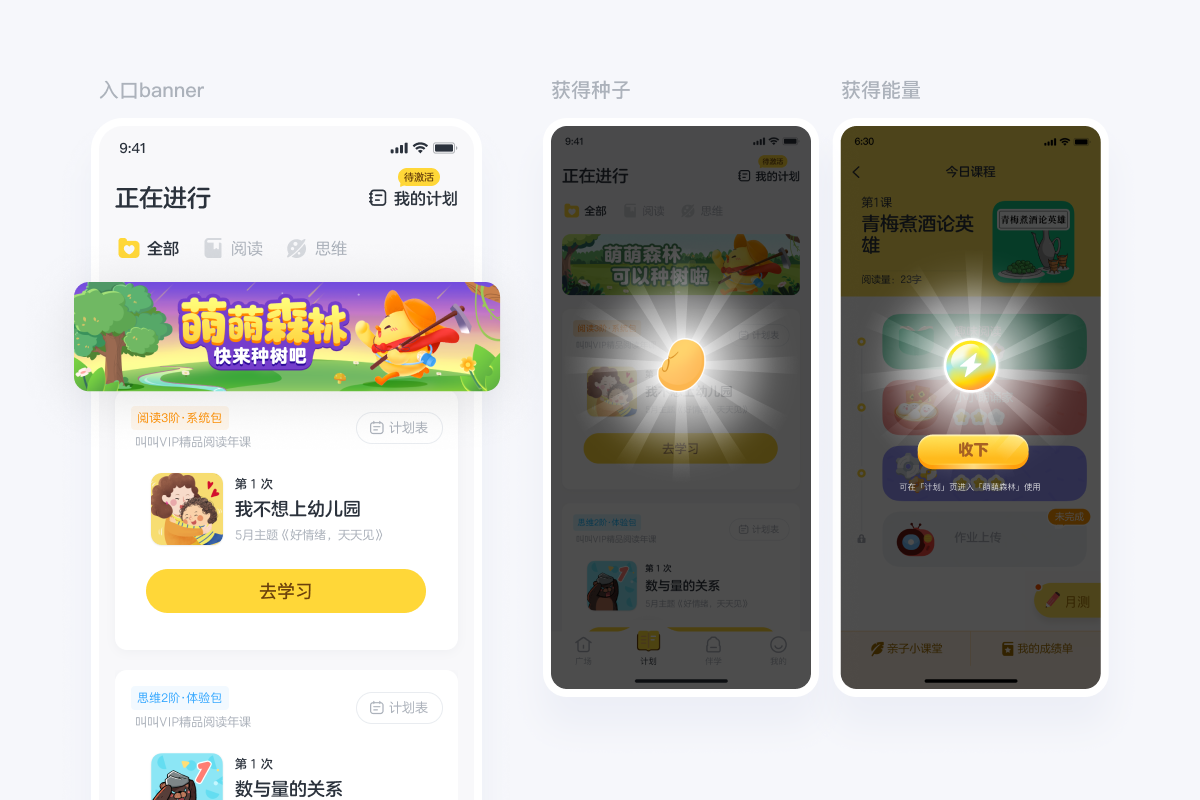 入口banner
9:41
待激活
正在进行
我的计划
全部
阅读
思维
萌萌森林
快来种树吧
阅读3阶·系统包
叫叫VIP精品阅读年课
计划表
第 1 次
我不想上幼儿园
5月主题《好情绪，天天见》
去学习
思维2阶·体验包
叫叫VIP精品阅读年课
计划表
第 1 次
数与量的关系
获得种子
9:41
待激活
正在进行
我的计划
全部
阅读
思维
萌萌森林
可以种树啦
去学习
思维2阶·体验包
叫叫VIP精品阅读年课
计划表
第 1 次
数与量的关系
5月主题《好情绪，天天见》
广场
计划
伴学
我的
获得能量
6:30
今日课程
第1课
青梅煮酒论英
雄
青梅煮酒论英雄
阅读量：23字
收下
可在「计划」页进入「萌萌森林」使用
未完成
作业上传
月测
亲子小课堂
我的成绩单